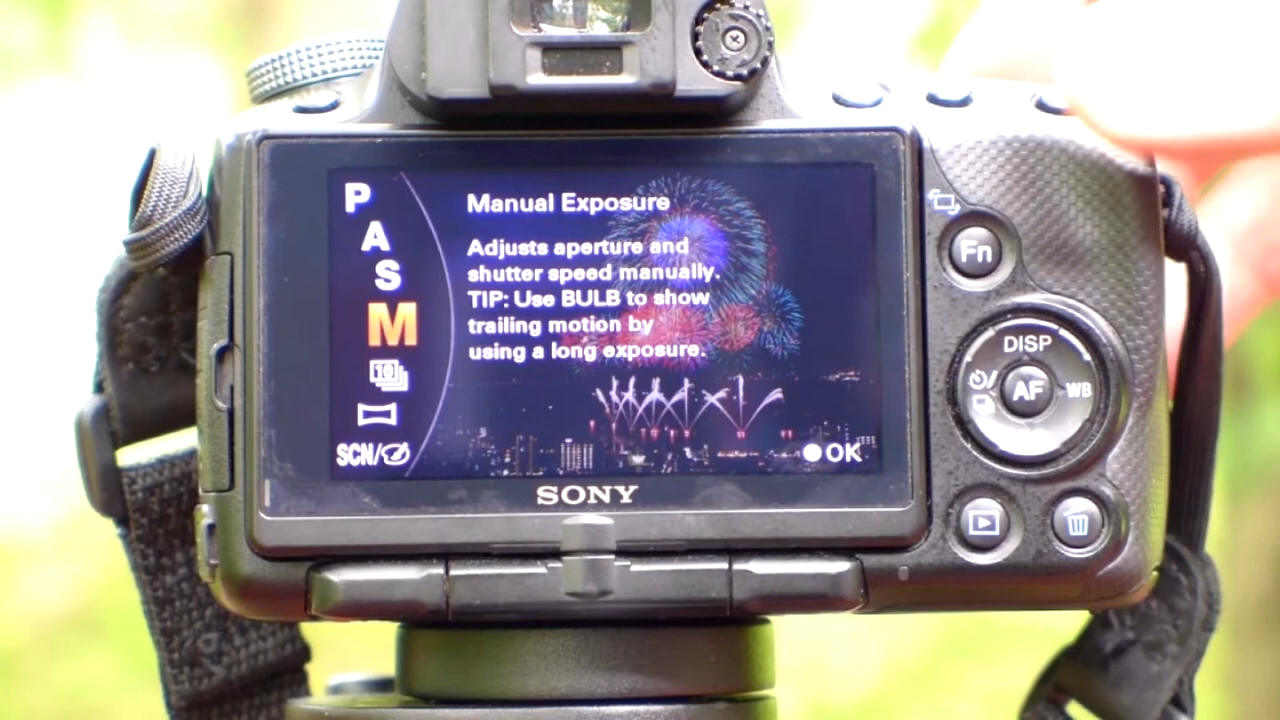 P
A
S
M
10
SCN/
Manual Exposure
Adjusts aperture and
shutter speed manually.
TIP: Use BULB to show
trailing motion by
using a long exposure.
OK
SONY
Fn
DISP
AF
WB